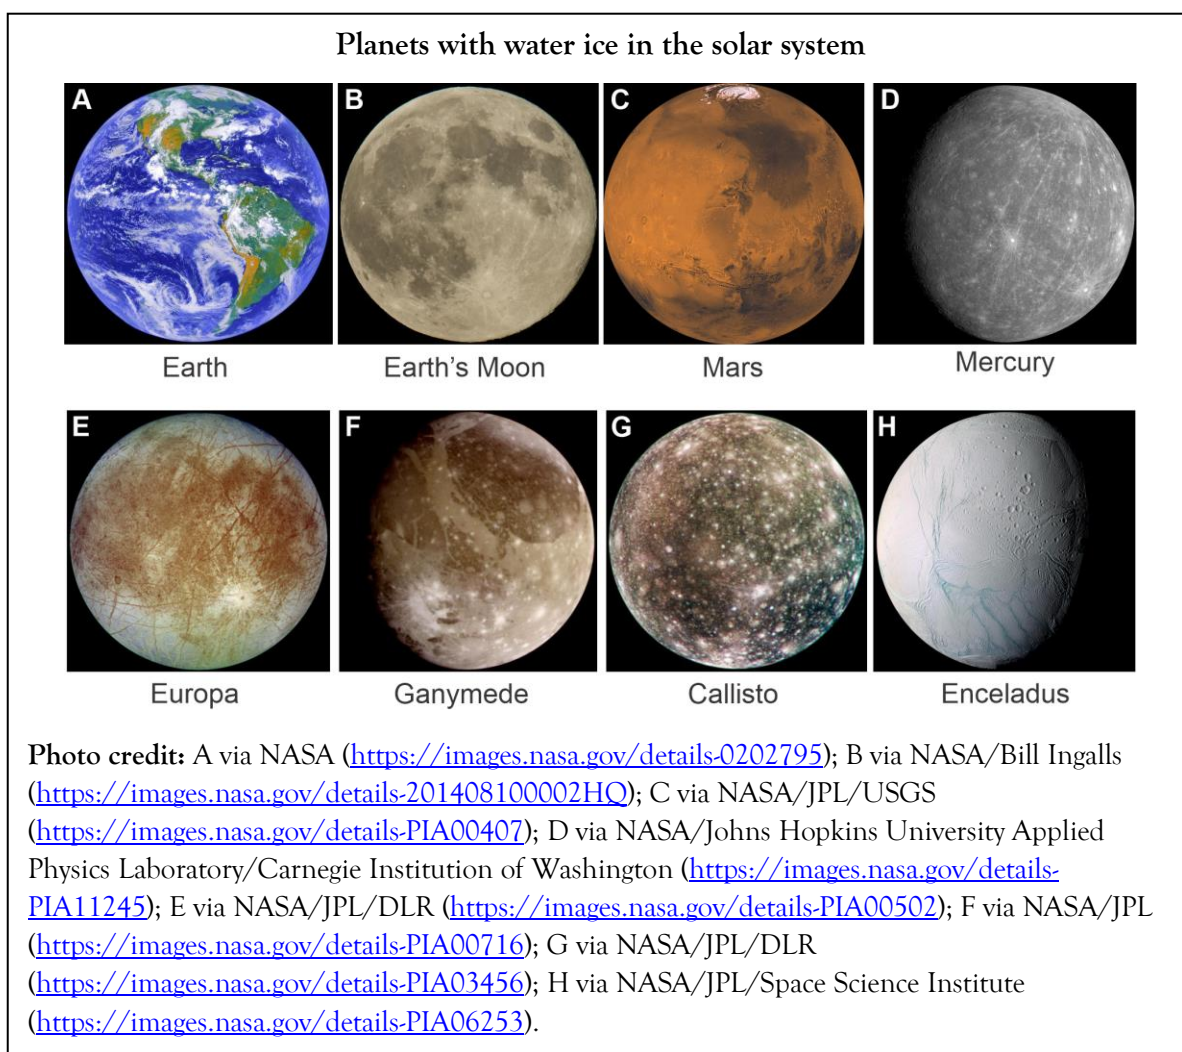 Planets with water ice in the solar system
A
B
C
D
Earth
Earth's Moon
Mars
Mercury
E
F
G
H
Europa
Ganymede
Callisto
Enceladus
Photo credit: A via NASA (https://images.nasa.gov/details-0202795); B via NASA/Bill Ingalls
(https://images.nasa.gov/details-201408100002HQ); C via NASA/JPL/USGS
(https://images.nasa.gov/details-PIA00407); D via NASA/Johns Hopkins University Applied
Physics Laboratory/Carnegie Institution of Washington (https://images.nasa.gov/details-
PIA11245); E via NASA/JPL/DLR (https://images.nasa.gov/details-PIA00502); F via NASA/JPL
(https://images.nasa.gov/details-PIA00716); G via NASA/JPL/DLR
(https://images.nasa.gov/details-PIA03456); H via NASA/JPL/Space Science Institute
(https://images.nasa.gov/details-PIA06253).